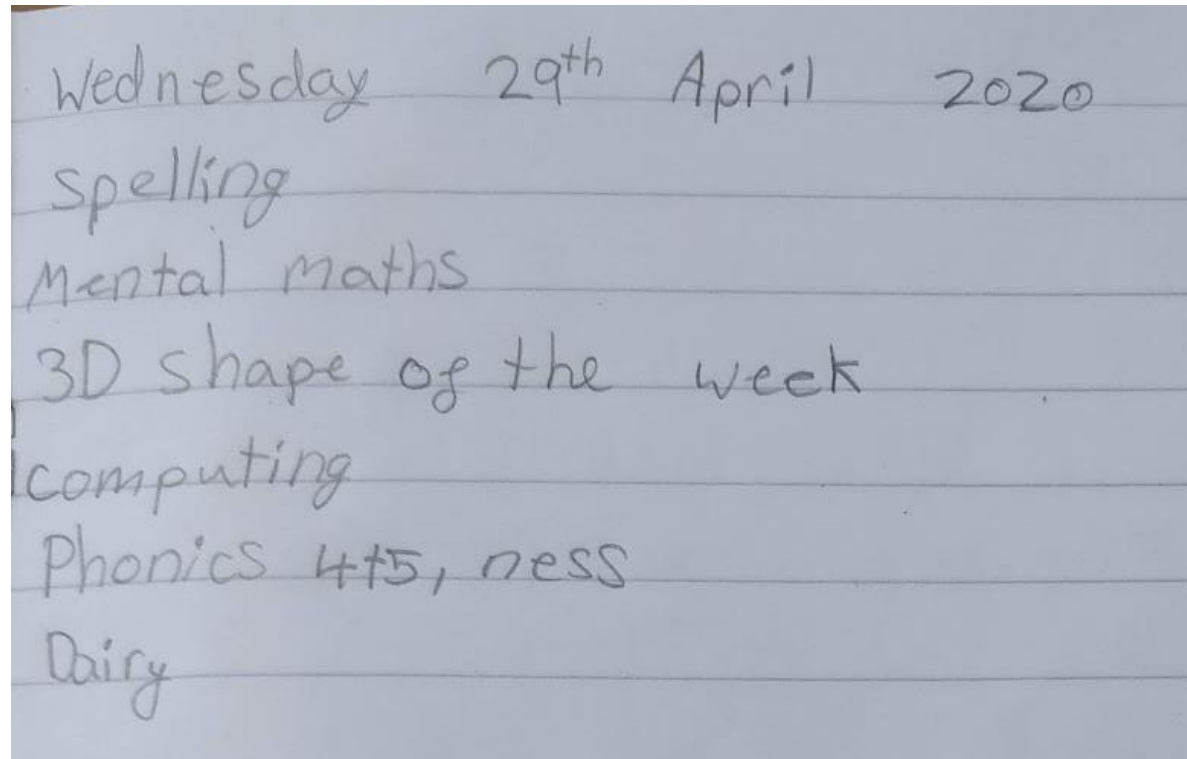 Wednesday 29th April 2020
spelling
Mental maths
3D shape of the week
computing
Phonics 4+5, ness
Dairy